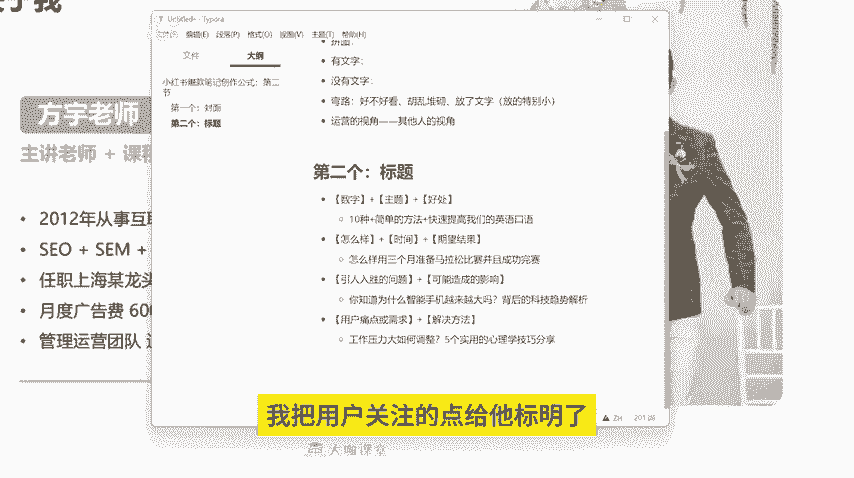 方宇老师
主讲老师 + 课程
• 2012年从事互联
• SEO + SEM +
• 任职上海某龙头
• 月度广告费 600
• 管理运营团队
Untitled• - Typora
文件(F) 编辑(E) 段落(P) 格式(O) 视图(V) 主题(T) 帮助(H)
文件 大纲
小红书爆款笔记创作公式：第二节
第一个：封面
第二个：标题
• 拼图：
• 有文字：
• 没有文字：
• 弯路：好不好看、胡乱堆砌、放了文字（放的特别小）
• 运营的视角——其他人的视角
第二个：标题
• 【数字】+【主题】+【好处】
○ 10种+简单的方法+快速提高我们的英语口语
• 【怎么样】+【时间】+【期望结果】
○ 怎么样用三个月准备马拉松比赛并且成功完赛
• 【引人入胜的问题】+【可能造成的影响】
○ 你知道为什么智能手机越来越大吗？背后的科技趋势解析
• 【用户痛点或需求】+【解决方法】
○ 工作压力大如何调整？5个实用的心理学技巧分享
ZH 201 词
我把用户关注的点给他标明了
大咖课堂